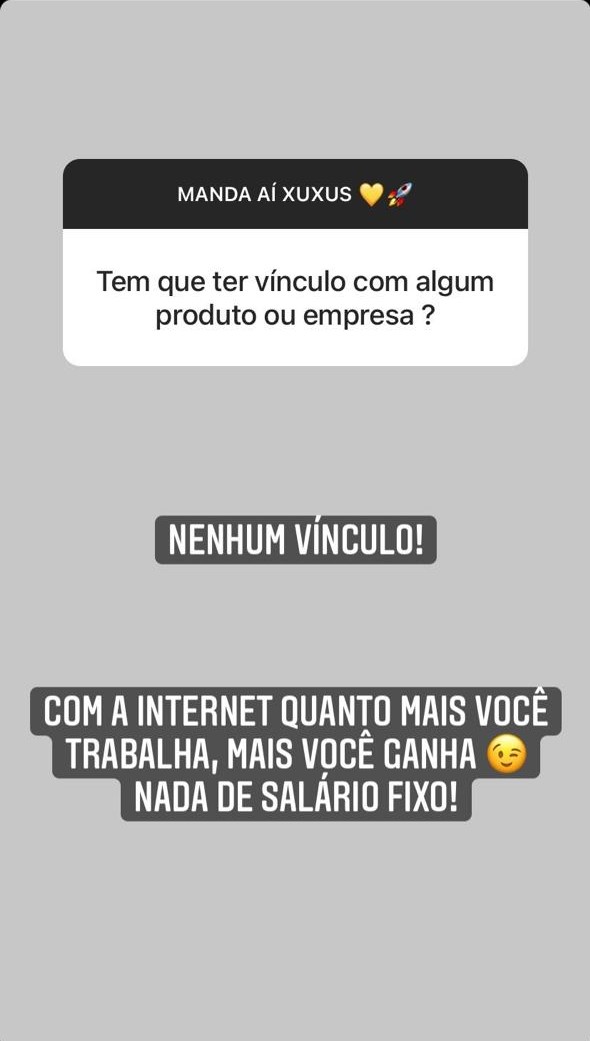 MANDA AÍ XUXUS 💛🚀
Tem que ter vínculo com algum
produto ou empresa ?
NENHUM VÍNCULO!
COM A INTERNET QUANTO MAIS VOCÊ
TRABALHA, MAIS VOCÊ GANHA 😉
NADA DE SALÁRIO FIXO!